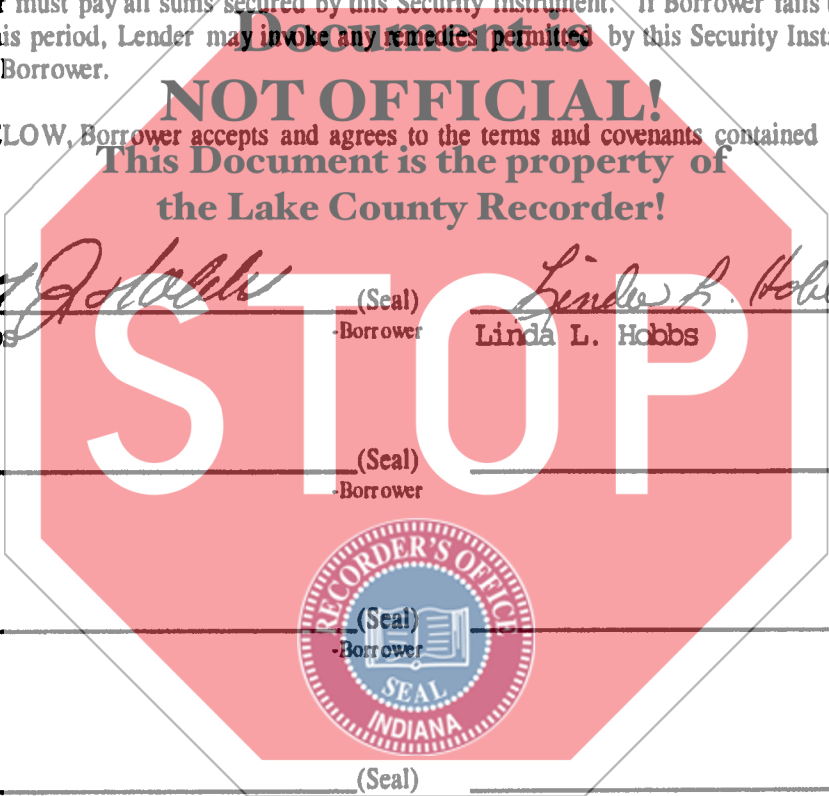 must pay all sums secured by this Security Instrument. If Borrower fails
is period, Lender may invoke any remedies permitted by this Security Inst
Borrower.
Document is
NOT OFFICIAL!
LOW, Borrower accepts and agrees to the terms and covenants contained
This Document is the property of
the Lake County Recorder!
Hobbs
(Seal)
Linda L. Hobbs
-Borrower
Linda L. Hobbs
STOP
(Seal)
-Borrower
RECORDER'S OFFICE
(Seal)
-Borrower
SEAL
INDIANA
(Seal)